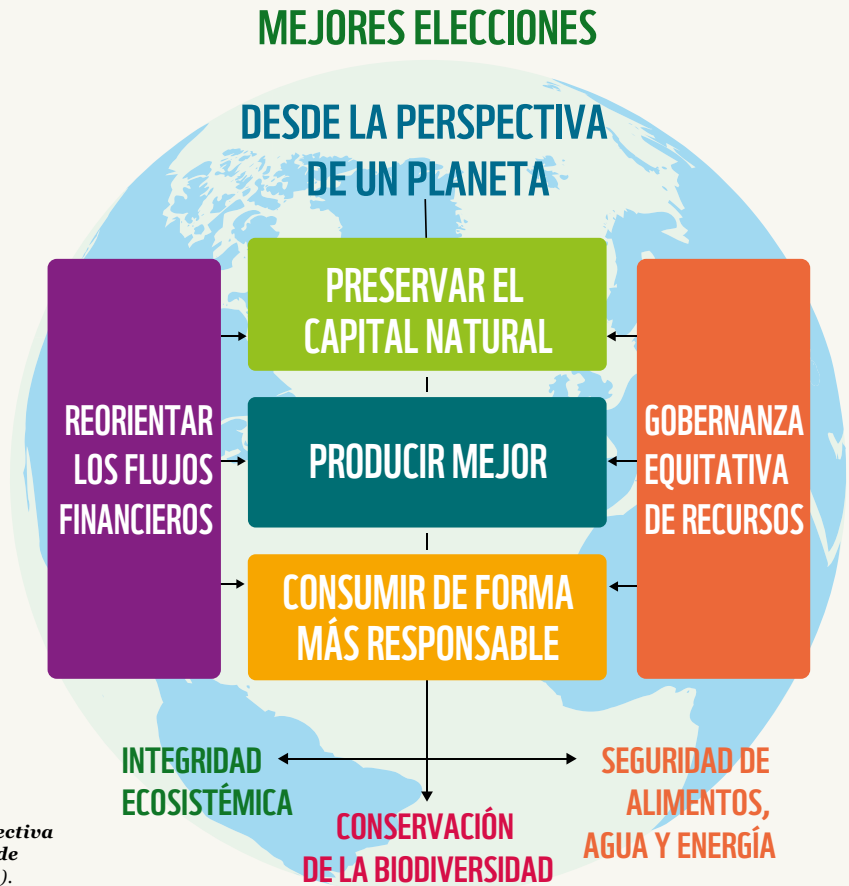 MEJORES ELECCIONES
DESDE LA PERSPECTIVA
DE UN PLANETA
PRESERVAR EL
CAPITAL NATURAL
REORIENTAR
LOS FLUJOS
FINANCIEROS
PRODUCIR MEJOR
GOBERNANZA
EQUITATIVA
DE RECURSOS
CONSUMIR DE FORMA
MÁS RESPONSABLE
INTEGRIDAD
ECOSISTÉMICA
CONSERVACIÓN
DE LA BIODIVERSIDAD
SEGURIDAD DE
ALIMENTOS,
AGUA Y ENERGÍA
ectiva
de
).